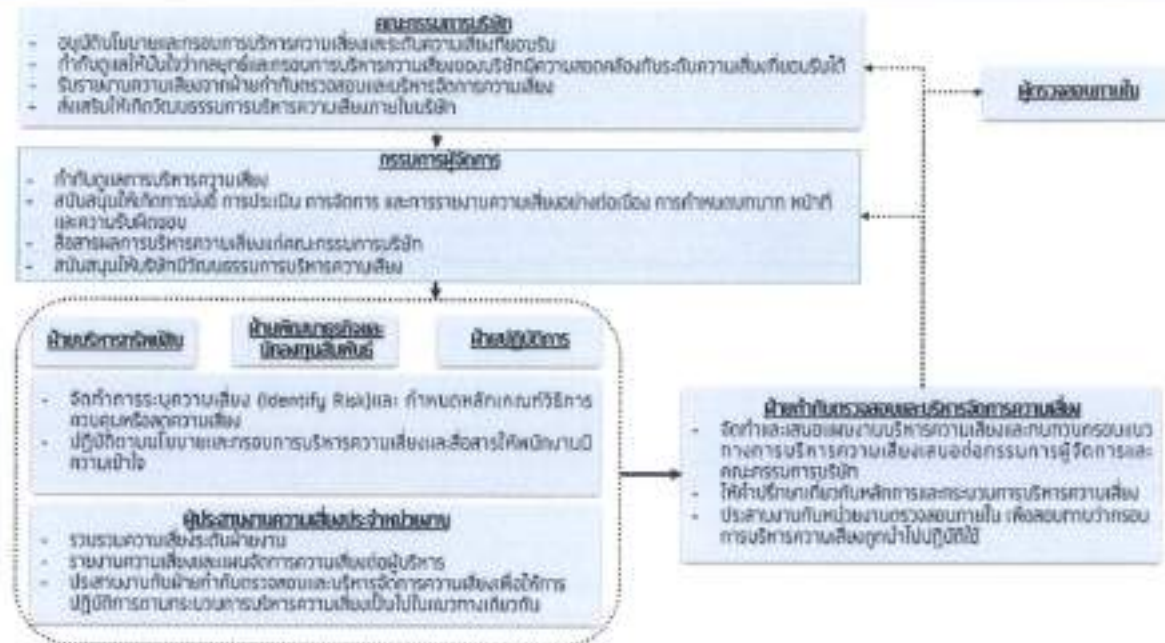 คณะกรรมการบริษัท
- อนุมัตินโยบายและกรอบการบริหารความเสี่ยงและระดับความเสี่ยงที่ยอมรับ
- กำกับดูแลให้มั่นใจว่ากลยุทธ์และกรอบการบริหารความเสี่ยงของบริษัทมีความสอดคล้องกับระดับความเสี่ยงที่ยอมรับได้
- รับรายงานความเสี่ยงจากฝ่ายกำกับตรวจสอบและบริหารจัดการความเสี่ยง
- ส่งเสริมให้เกิดวัฒนธรรมการบริหารความเสี่ยงภายในบริษัท
ผู้ตรวจสอบภายใน
กรรมการผู้จัดการ
- กำกับดูแลการบริหารความเสี่ยง
- สนับสนุนให้เกิดการบ่งชี้ การประเมิน การจัดการ และการรายงานความเสี่ยงอย่างต่อเนื่อง การกำหนดบทบาท หน้าที่
และความรับผิดชอบ
- สื่อสารผลการบริหารความเสี่ยงแก่คณะกรรมการบริษัท
- สนับสนุนให้บริษัทมีวัฒนธรรมการบริหารความเสี่ยง
ฝ่ายบริหารทรัพย์สิน
ฝ่ายพัฒนาธุรกิจและ
นักลงทุนสัมพันธ์
ฝ่ายปฏิบัติการ
- จัดทำการระบุความเสี่ยง (Identify Risk)และ กำหนดหลักเกณฑ์วิธีการ
ควบคุมหรือลดความเสี่ยง
- ปฏิบัติตามนโยบายและกรอบการบริหารความเสี่ยงและสื่อสารให้พนักงานมี
ความเข้าใจ
ผู้ประสานงานความเสี่ยงประจำหน่วยงาน
- รวบรวมความเสี่ยงระดับฝ่ายงาน
- รายงานความเสี่ยงและแผนจัดการความเสี่ยงต่อผู้บริหาร
- ประสานงานกับฝ่ายกำกับตรวจสอบและบริหารจัดการความเสี่ยงเพื่อให้การ
ปฏิบัติการตามกระบวนการบริหารความเสี่ยงเป็นไปในแนวทางเดียวกัน
ฝ่ายกำกับตรวจสอบและบริหารจัดการความเสี่ยง
- จัดทำและเสนอแผนงานบริหารความเสี่ยงและทบทวนกรอบแนว
ทางการบริหารความเสี่ยงเสนอต่อกรรมการผู้จัดการและ
คณะกรรมการบริษัท
- ให้คำปรึกษาเกี่ยวกับหลักการและกระบวนการบริหารความเสี่ยง
- ประสานงานกับหน่วยงานตรวจสอบภายใน เพื่อสอบทานว่ากรอบ
การบริหารความเสี่ยงถูกนำไปปฏิบัติใช้